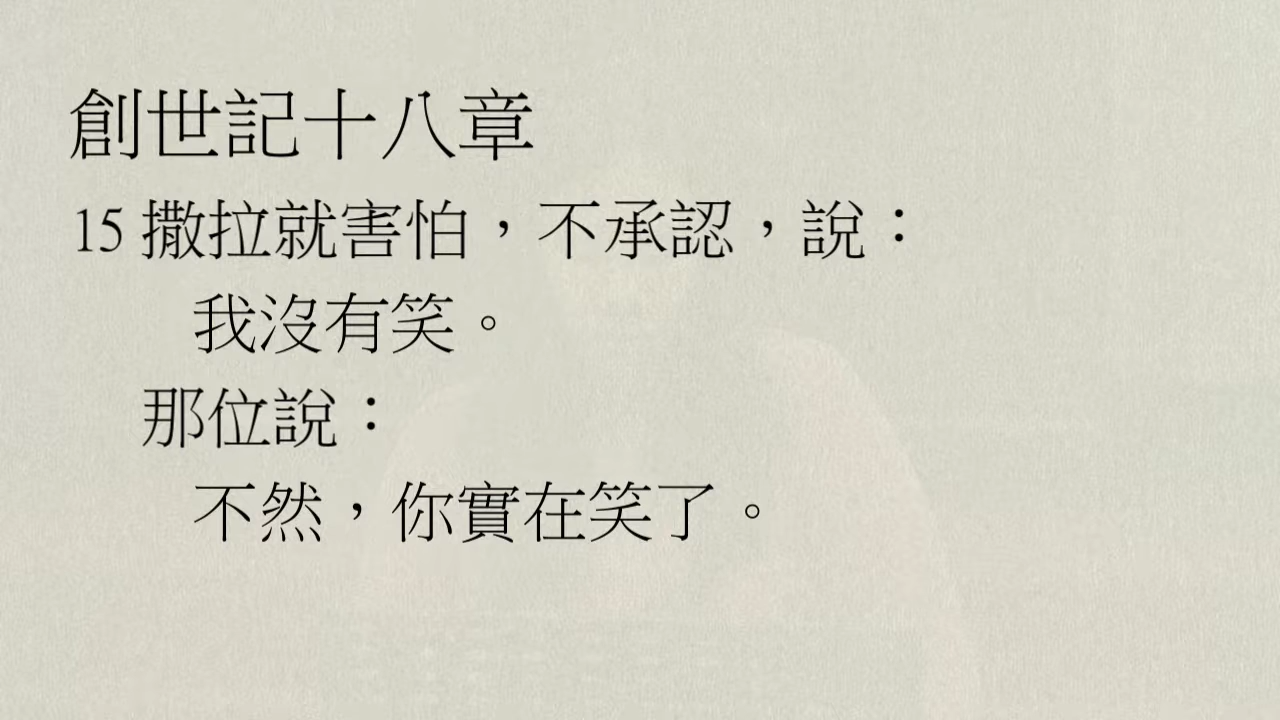 創世記十八章
15 撒拉就害怕，不承認，說：
我沒有笑。
那位說：
不然，你實在笑了。